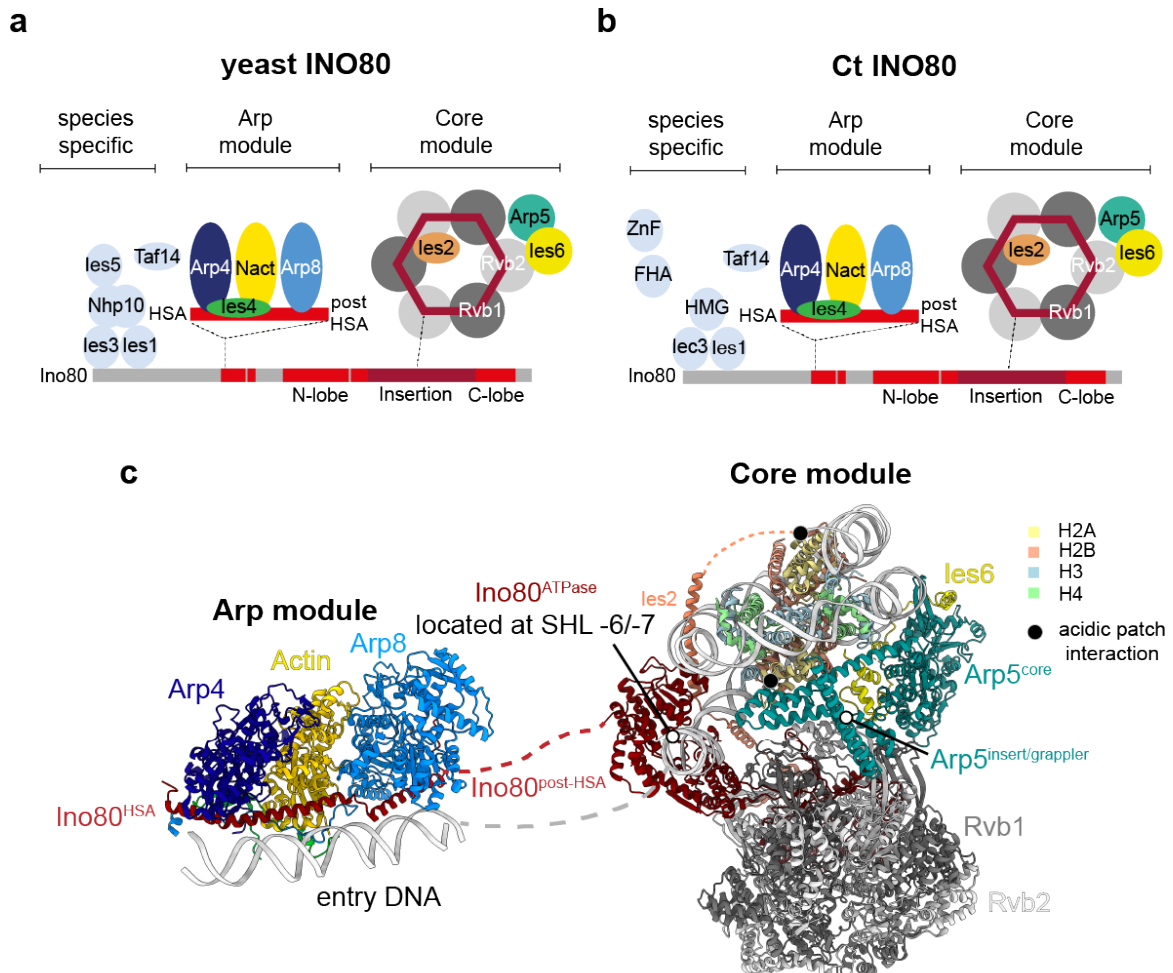 a
yeast INO80
species
specific
Arp
module
Core
module
Ies5
Taf14
Nhp10
Ies3
Ies1
Arp4
Nact
Arp8
Ies4
HSA
post
HSA
Ies2
Arp5
Ies6
Rvb2
Rvb1
Ino80
N-lobe
Insertion
C-lobe
b
Ct INO80
species
specific
Arp
module
Core
module
ZnF
FHA
Taf14
HMG
Iec3
Ies1
Arp4
Nact
Arp8
Ies4
HSA
post
HSA
Ies2
Arp5
Ies6
Rvb2
Rvb1
Ino80
N-lobe
Insertion
C-lobe
c
Core module
H2A
H2B
H3
H4
acidic patch
interaction
Ies6
Ies2
Ino80ATPase
located at SHL -6/-7
Arp module
Actin
Arp8
Arp4
Arp5core
Arp5insert/grappler
Ino80HSA
Ino80post-HSA
entry DNA
Rvb1
Rvb2